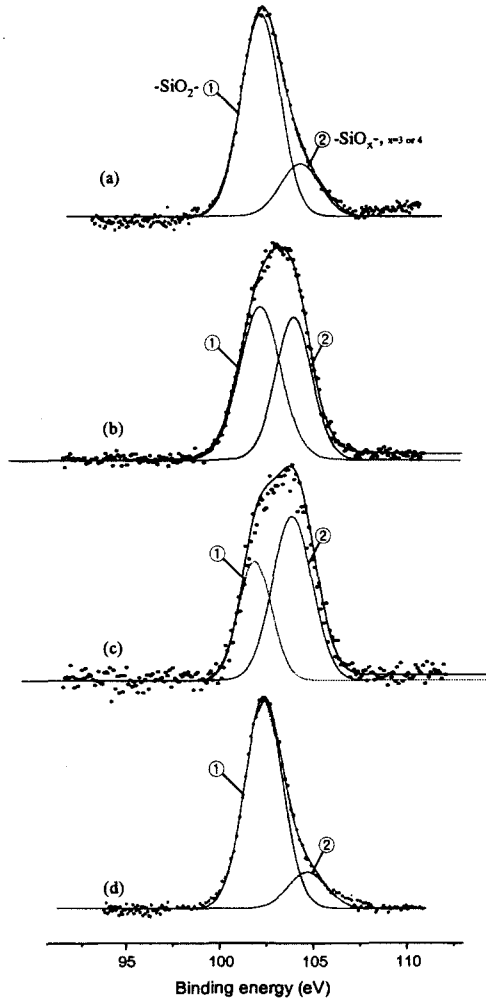 -SiO₂- ①
② -SiOₓ-, x=3 or 4
(a)
①
②
(b)
①
②
(c)
①
②
(d)
95 100 105 110
Binding energy (eV)